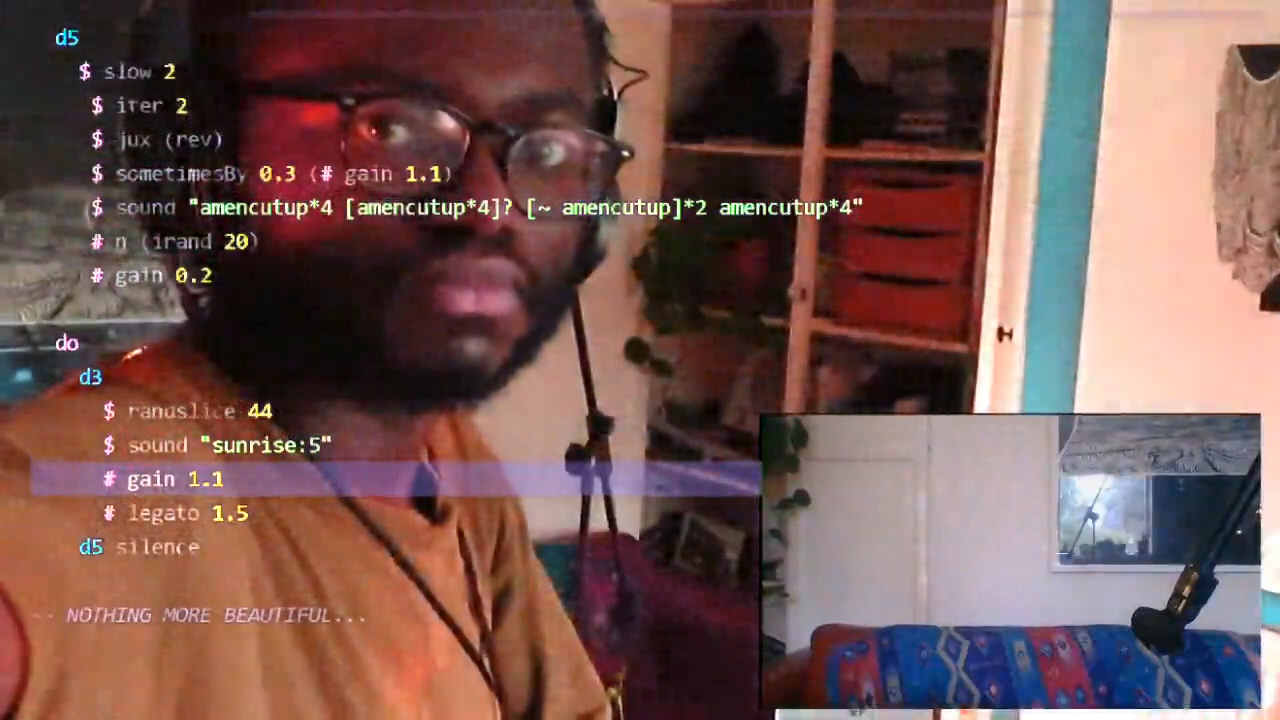 d5
$ slow 2
$ iter 2
$ jux (rev)
$ sometimesBy 0.3 (# gain 1.1)
$ sound "amencutup*4 [amencutup*4]? [~ amencutup]*2 amencutup*4"
# n (irand 20)
# gain 0.2
do
d3
$ randslice 44
$ sound "sunrise:5"
# gain 1.1
# legato 1.5
d5 silence
-- NOTHING MORE BEAUTIFUL...